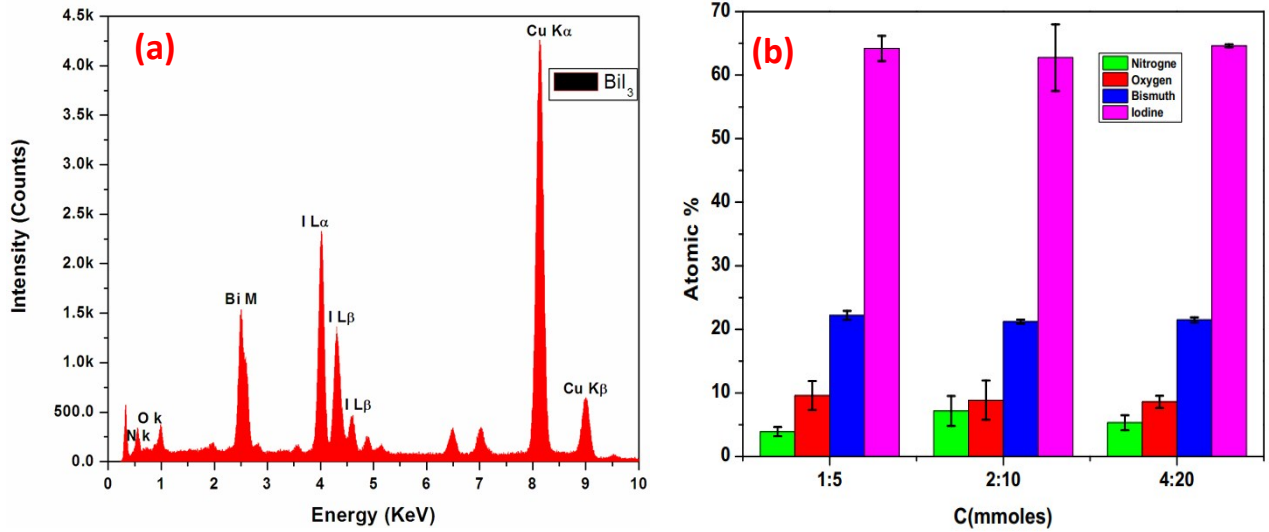 (a)
Intensity (Counts)
4.5k
4.0k
3.5k
3.0k
2.5k
2.0k
1.5k
1.0k
500.0
0.0
Cu Kα
BiI3
I Lα
Bi M
I Lβ
I Lβ
Cu Kβ
O k
N k
0 1 2 3 4 5 6 7 8 9 10
Energy (KeV)
(b)
Atomic %
70
60
50
40
30
20
10
0
Nitrogne
Oxygen
Bismuth
Iodine
1:5 2:10 4:20
C(mmoles)